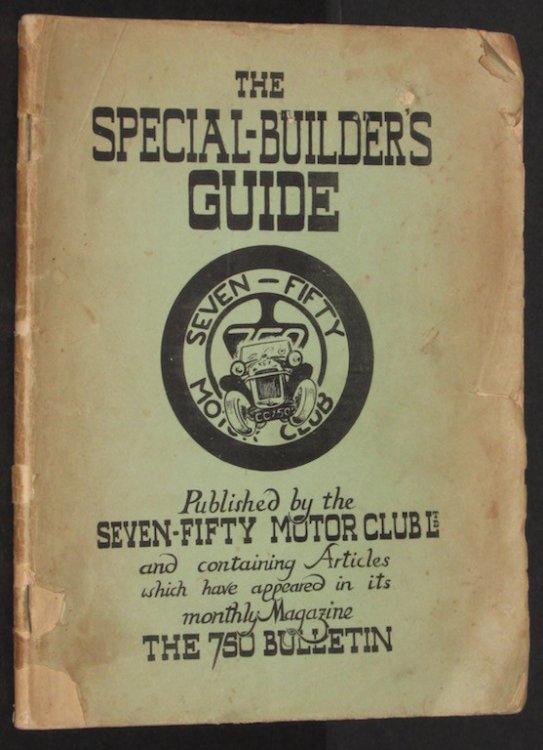 THE
SPECIAL-BUILDER'S
GUIDE
SEVEN-FIFTY
750
MOTOR CLUB
CC750
Published by the
SEVEN-FIFTY MOTOR CLUB LTD
and containing Articles
which have appeared in its
monthly Magazine
THE 750 BULLETIN